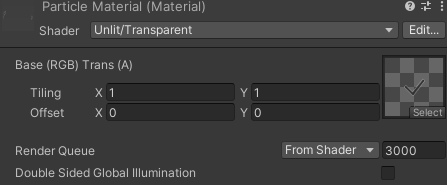 Particle Material (Material)
Shader Unlit/Transparent Edit...
Base (RGB) Trans (A)
Tiling X 1 Y 1
Offset X 0 Y 0
Select
Render Queue From Shader 3000
Double Sided Global Illumination